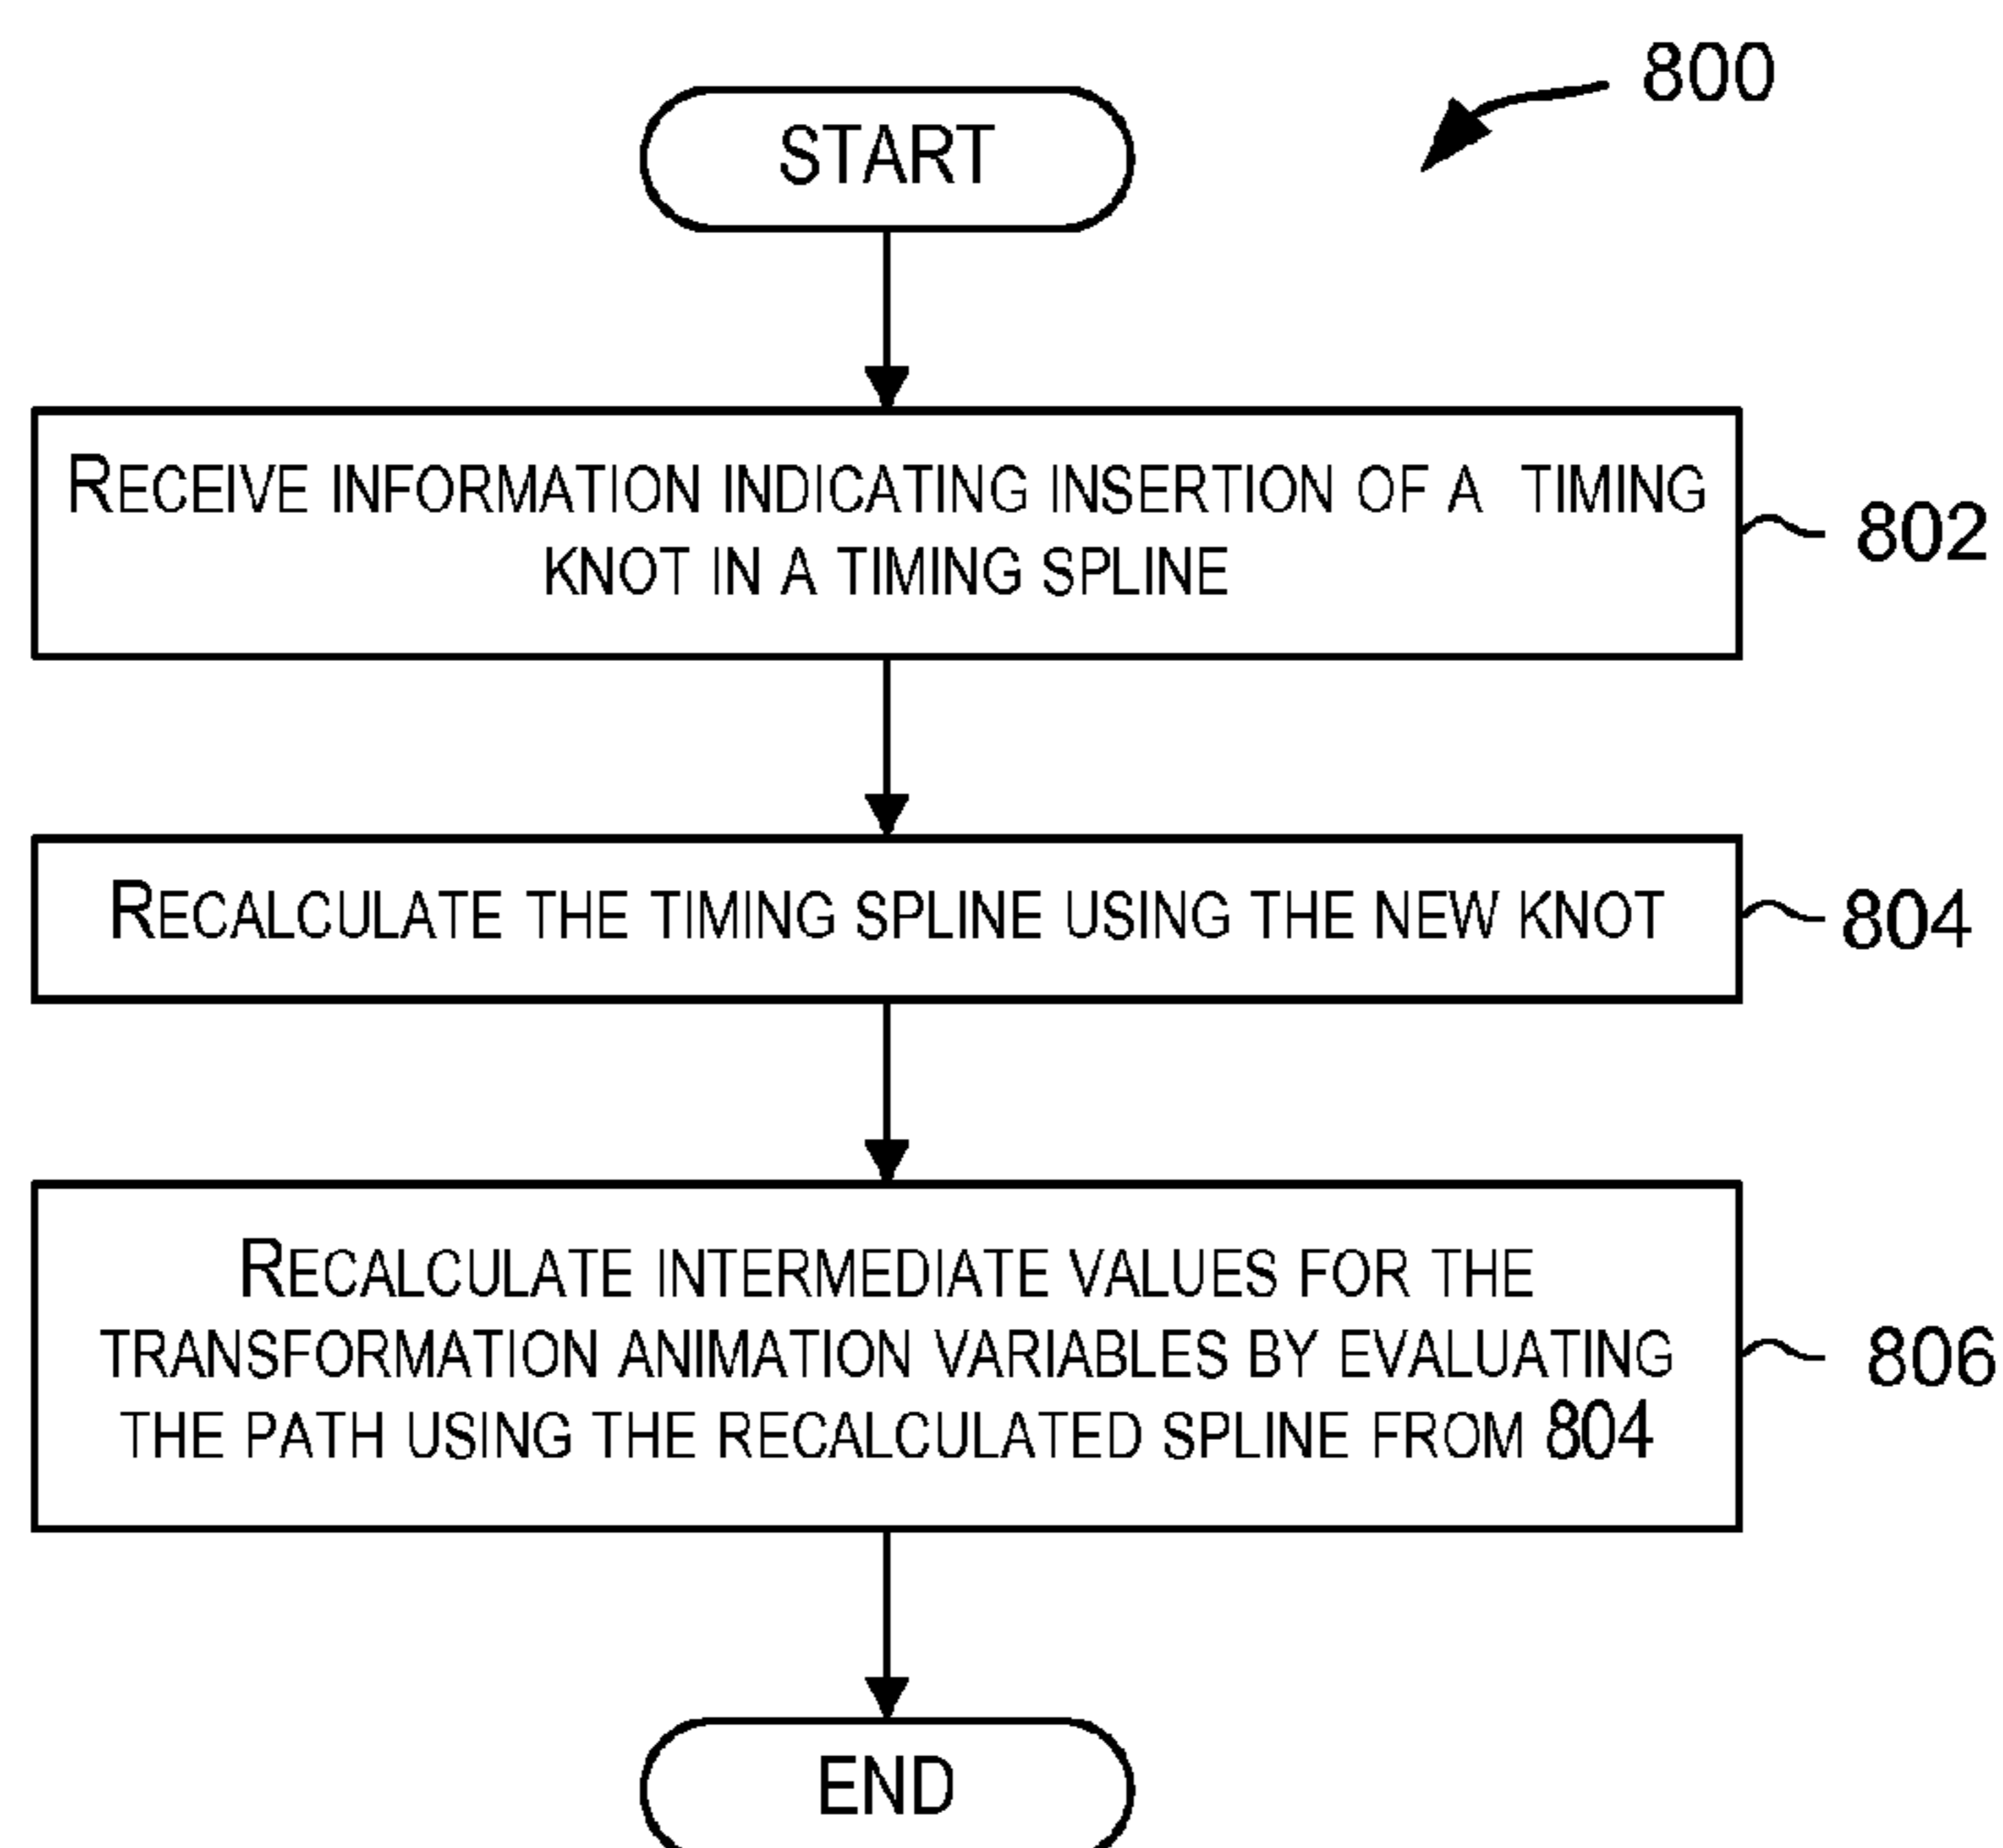 800
START
RECEIVE INFORMATION INDICATING INSERTION OF A TIMING
KNOT IN A TIMING SPLINE
802
RECALCULATE THE TIMING SPLINE USING THE NEW KNOT
804
RECALCULATE INTERMEDIATE VALUES FOR THE
TRANSFORMATION ANIMATION VARIABLES BY EVALUATING
THE PATH USING THE RECALCULATED SPLINE FROM 804
806
END